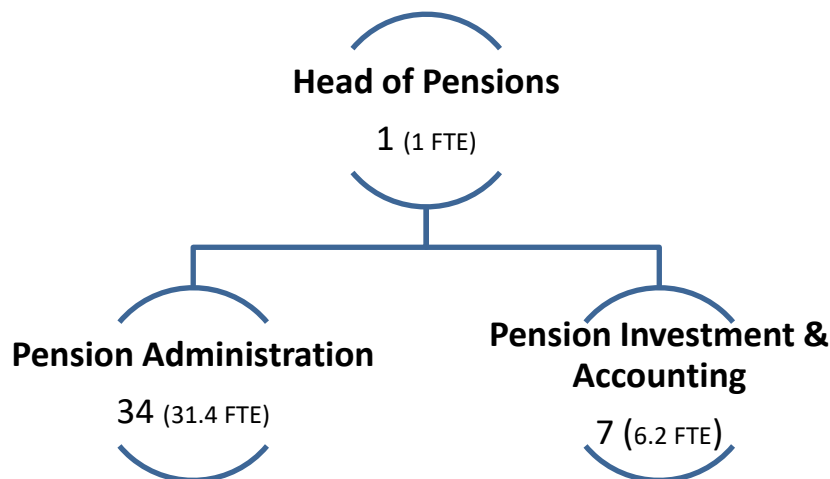 Head of Pensions
1 (1 FTE)
Pension Administration
34 (31.4 FTE)
Pension Investment &
Accounting
7 (6.2 FTE)